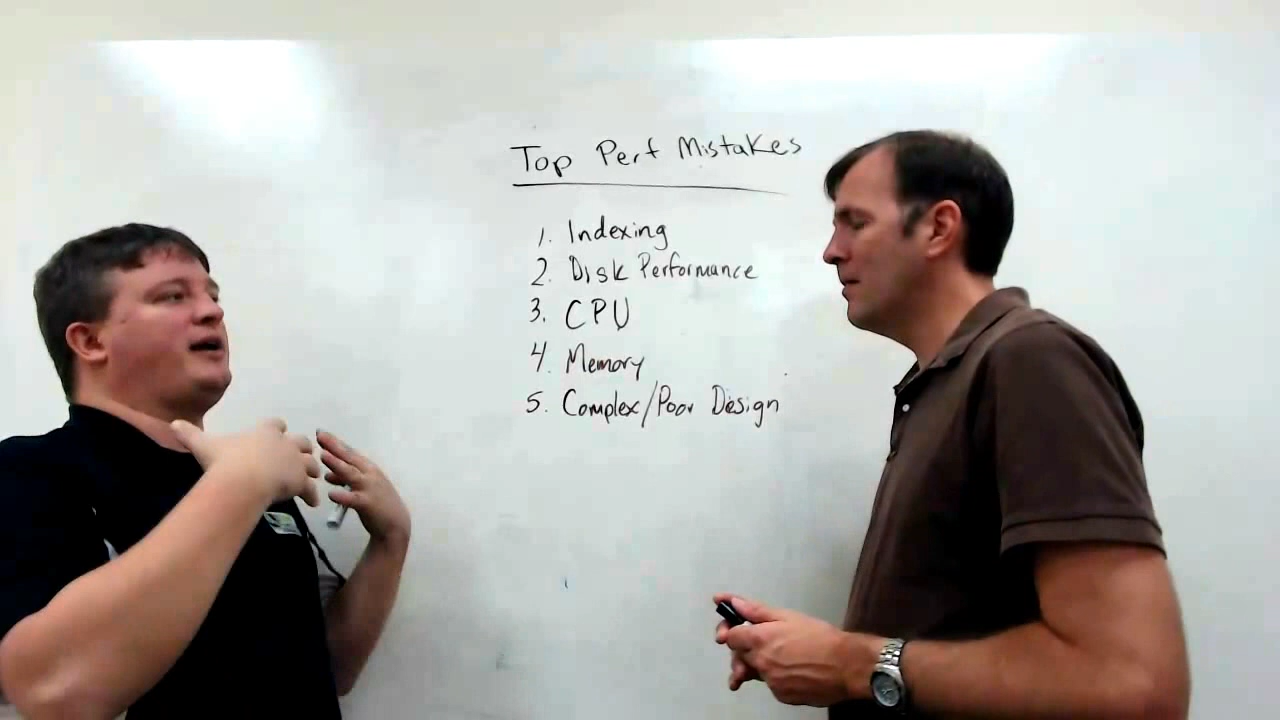 Top Perf Mistakes
1. Indexing
2. Disk Performance
3. CPU
4. Memory
5. Complex/Poor Design